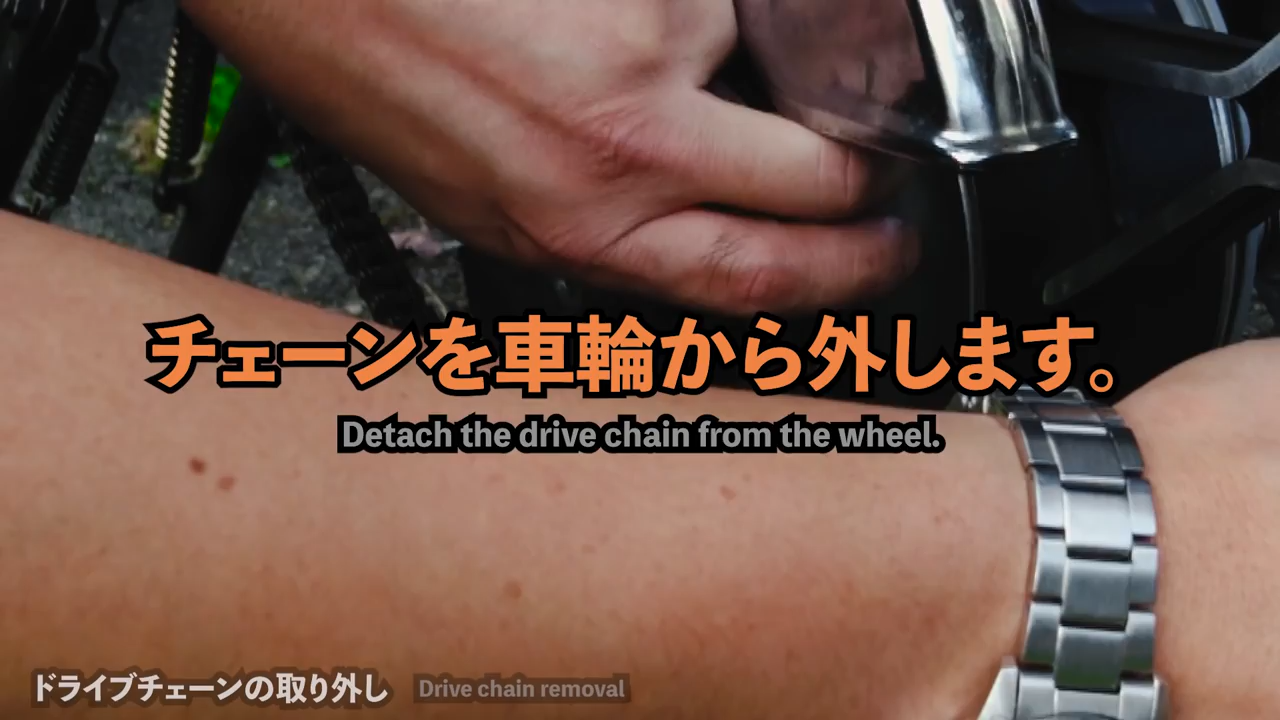 チェーンを車輪から外します。
Detach the drive chain from the wheel.
ドライブチェーンの取り外し Drive chain removal